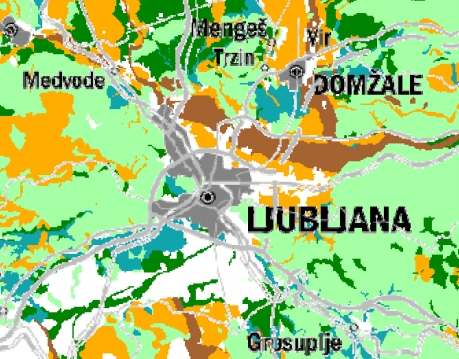 Mengeš
Vir
Trzin
Medvode
DOMŽALE
LJUBLJANA
Grosuplje